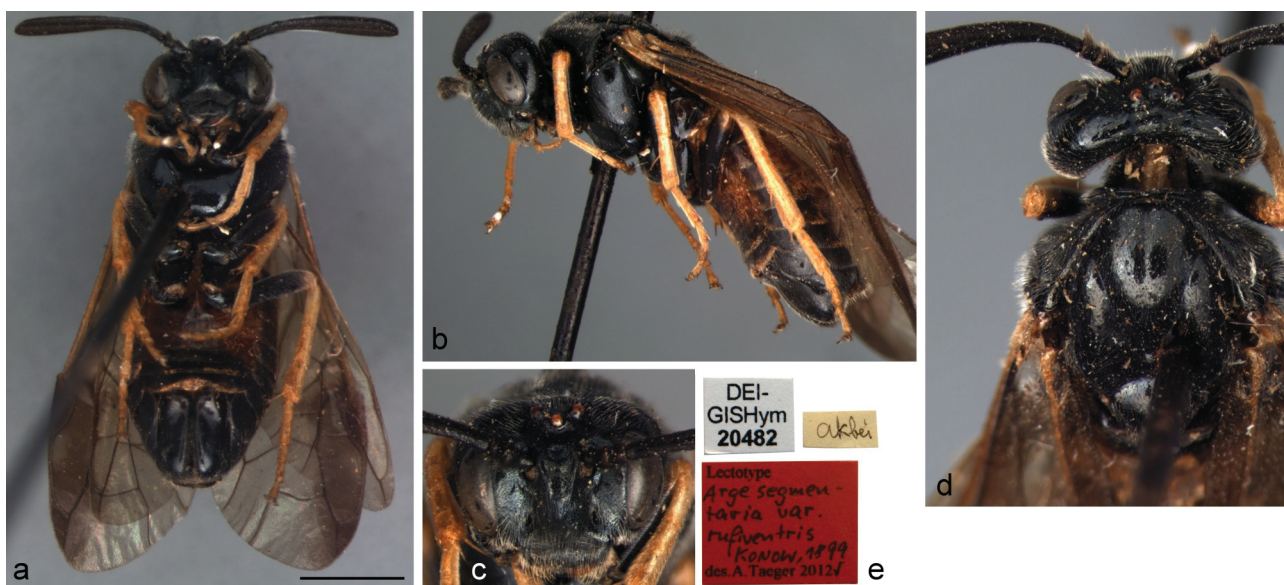 a
b
c
d
e
DEI-
GISHym
20482
akbei
Lectotype
Arge segmen-
taria var.
rufiventris
KONOW, 1899
des. A. Taeger 2012